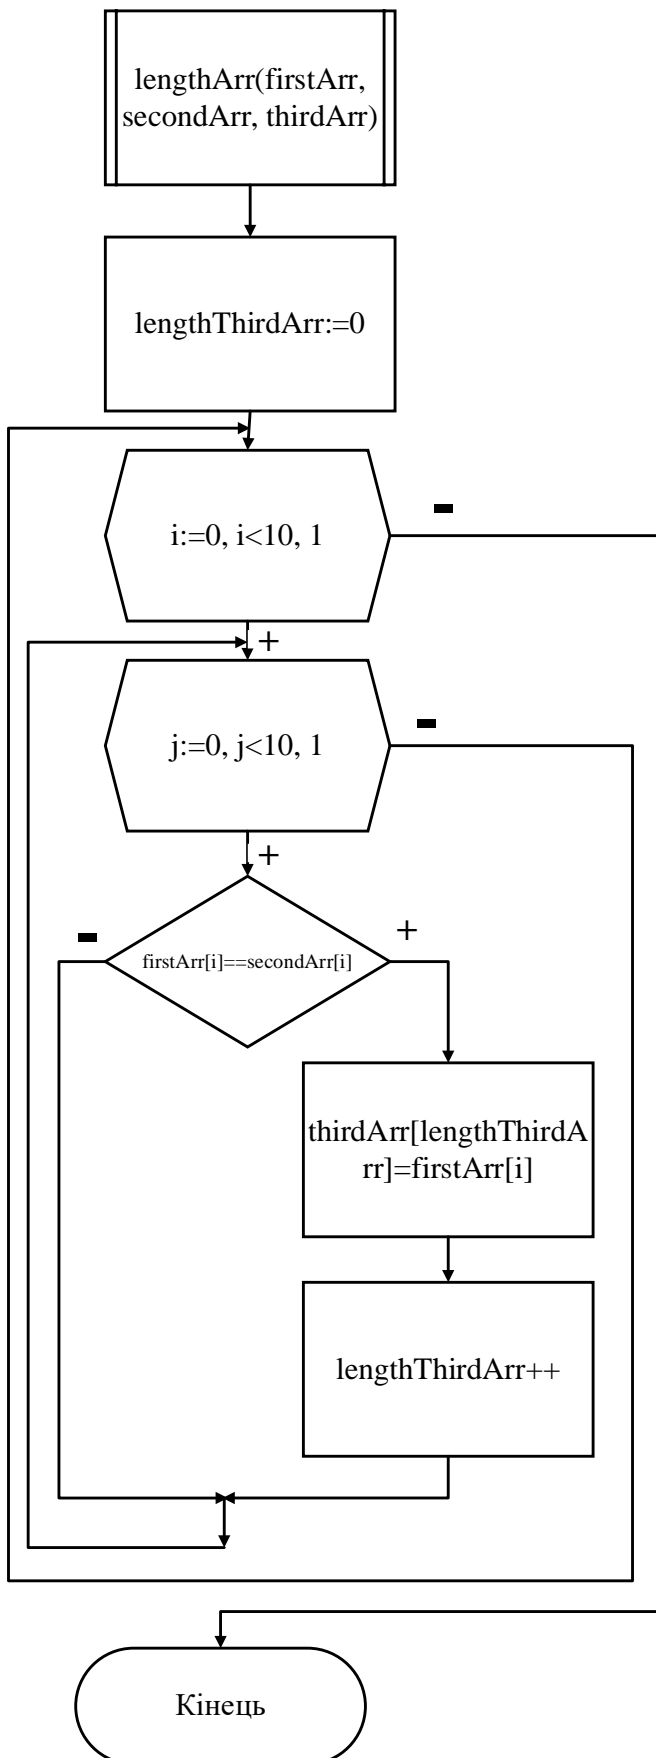 lengthArr(firstArr,
secondArr, thirdArr)
lengthThirdArr:=0
i:=0, i<10, 1
-
+
j:=0, j<10, 1
-
+
firstArr[i]==secondArr[i]
-
+
thirdArr[lengthThirdA
rr]=firstArr[i]
lengthThirdArr++
Кінець